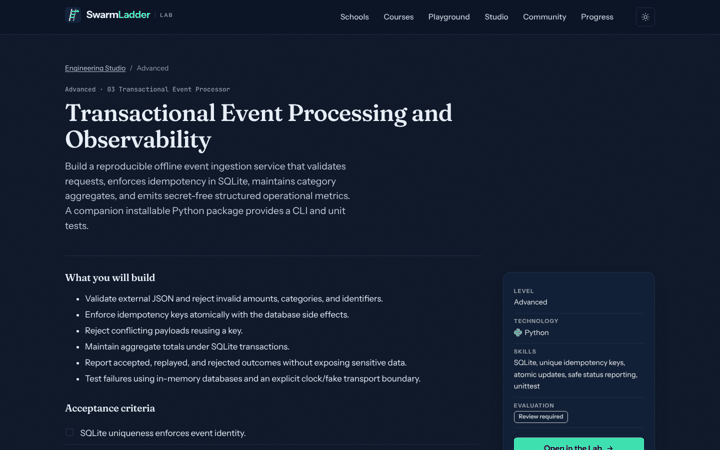 SwarmLadder LAB
Schools Courses Playground Studio Community Progress
Engineering Studio / Advanced
Advanced · 03 Transactional Event Processor
Transactional Event Processing and
Observability
Build a reproducible offline event ingestion service that validates
requests, enforces idempotency in SQLite, maintains category
aggregates, and emits secret-free structured operational metrics.
A companion installable Python package provides a CLI and unit
tests.
What you will build
• Validate external JSON and reject invalid amounts, categories, and identifiers.
• Enforce idempotency keys atomically with the database side effects.
• Reject conflicting payloads reusing a key.
• Maintain aggregate totals under SQLite transactions.
• Report accepted, replayed, and rejected outcomes without exposing sensitive data.
• Test failures using in-memory databases and an explicit clock/fake transport boundary.
Acceptance criteria
SQLite uniqueness enforces event identity.
LEVEL
Advanced
TECHNOLOGY
Python
SKILLS
SQLite, unique idempotency keys,
atomic updates, safe status reporting,
unittest
EVALUATION
Review required
Open in the Lab →